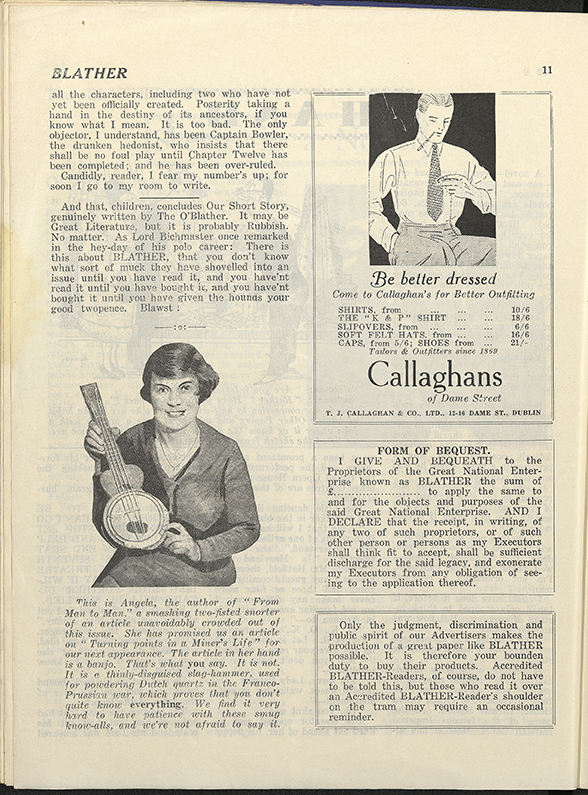 BLATHER
11
all the characters, including two who have not
yet been officially created. Posterity taking a
hand in the destiny of its ancestors, if you
know what I mean. It is too bad. The only
objector, I understand, has been Captain Bowler,
the drunken hedonist, who insists that there
shall be no foul play until Chapter Twelve has
been completed; and he has been over-ruled.
Candidly, reader, I fear my number's up; for
soon I go to my room to write.
And that, children, concludes Our Short Story,
genuinely written by The O'Blather. It may be
Great Literature, but it is probably Rubbish.
No matter. As Lord Bichmaster once remarked
in the hey-day of his polo career: There is
this about BLATHER, that you don't know
what sort of muck they have shovelled into an
issue until you have read it, and you have'nt
read it until you have bought it, and you have'nt
bought it until you have given the hounds your
good twopence. Blawst!
This is Angela, the author of "From
Man to Man," a smashing two-fisted snorter
of an article unavoidably crowded out of
this issue. She has promised us an article
on "Turning points in a Miner's Life" for
our next appearance. The article in her hand
is a banjo. That's what you say. It is not.
It is a thinly-disguised slag-hammer, used
for powdering Dutch quartz in the Franco-
Prussian war, which proves that you don't
quite know everything. We find it very
hard to have patience with these smug
know-alls, and we're not afraid to say it.
Be better dressed
Come to Callaghan's for Better Outfitting
SHIRTS, from ... ... ... 10/6
THE "K & P" SHIRT ... ... 18/6
SLIPOVERS, from ... ... ... 6/6
SOFT FELT HATS, from ... ... 16/6
CAPS, from 5/6; SHOES from ... 21/-
Tailors & Outfitters since 1869
Callaghans
of Dame Street
T. J. CALLAGHAN & CO., LTD., 12-16 DAME ST., DUBLIN
FORM OF BEQUEST.
I GIVE AND BEQUEATH to the
Proprietors of the Great National Enter-
prise known as BLATHER the sum of
£........................ to apply the same to
and for the objects and purposes of the
said Great National Enterprise. AND I
DECLARE that the receipt, in writing, of
any two of such proprietors, or of such
other person or persons as my Executors
shall think fit to accept, shall be sufficient
discharge for the said legacy, and exonerate
my Executors from any obligation of see-
ing to the application thereof.
Only the judgment, discrimination and
public spirit of our Advertisers makes the
production of a great paper like BLATHER
possible. It is therefore your bounden
duty to buy their products. Accredited
BLATHER-Readers, of course, do not have
to be told this, but those who read it over
an Accredited BLATHER-Reader's shoulder
on the tram may require an occasional
reminder.